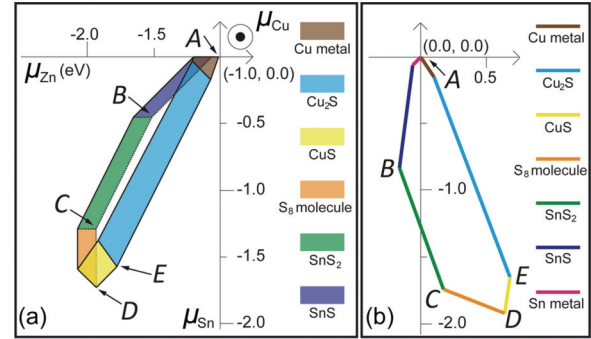 -2.0
-1.5
A
μCu
μZn (eV)
(-1.0, 0.0)
B
-0.5
-1.0
C
-1.5
E
D
μSn
-2.0
(a)
Cu metal
Cu2S
CuS
S8 molecule
SnS2
SnS
(0.0, 0.0)
0.5
A
B
-1.0
C
E
D
-2.0
(b)
Cu metal
Cu2S
CuS
S8 molecule
SnS2
SnS
Sn metal